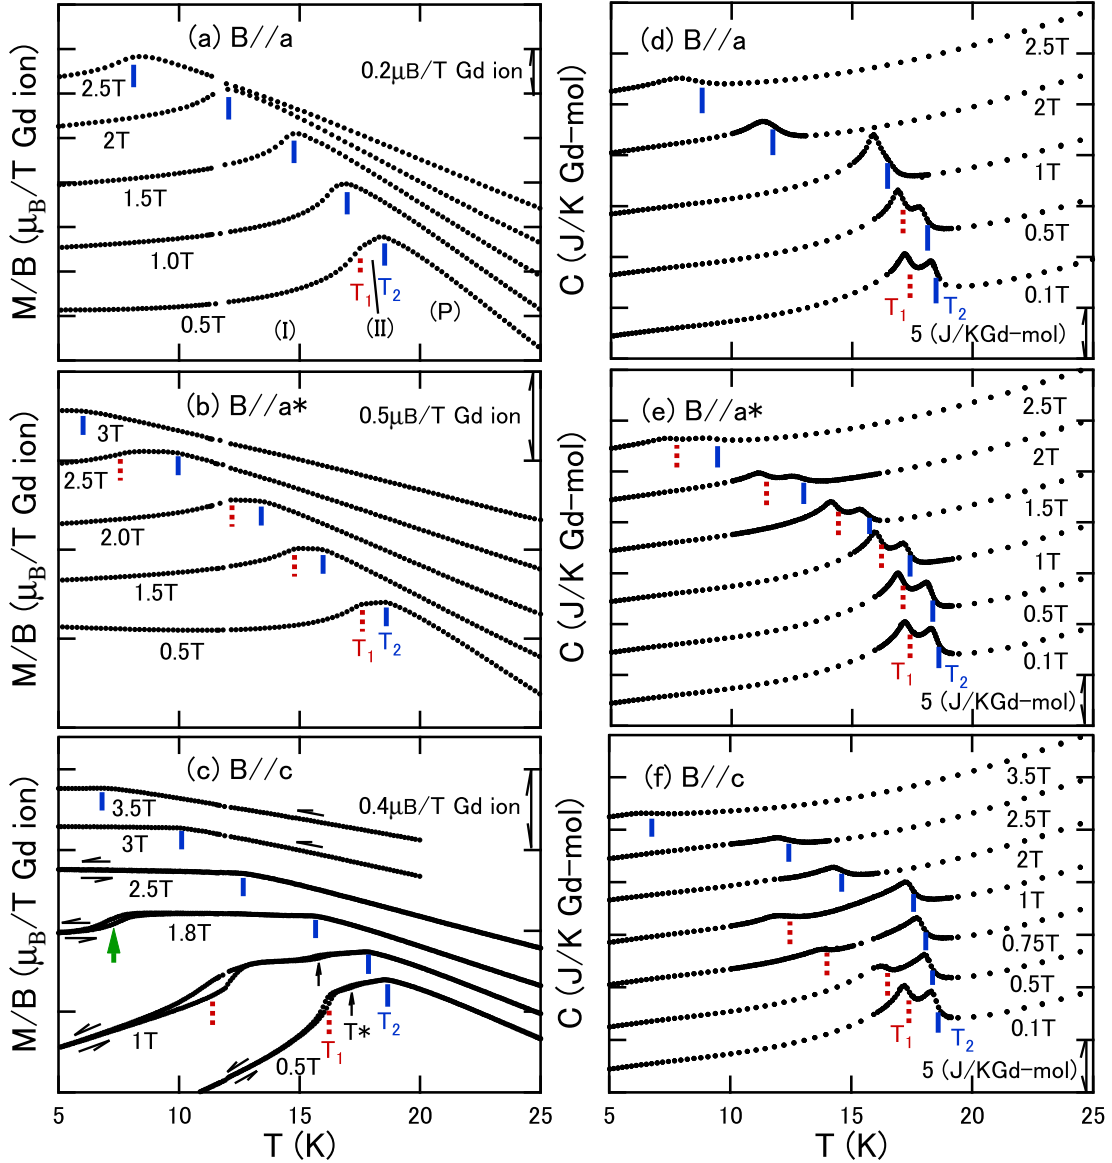 (a) B//a
0.2μB/T Gd ion
2.5T
2T
1.5T
1.0T
0.5T
T1
T2
(I)
(II)
(P)
M/B (μB/T Gd ion)
(b) B//a*
0.5μB/T Gd ion
3T
2.5T
2.0T
1.5T
0.5T
T1
T2
M/B (μB/T Gd ion)
(c) B//c
0.4μB/T Gd ion
3.5T
3T
2.5T
1.8T
1T
0.5T
T1
T*
T2
M/B (μB/T Gd ion)
5 10 15 20 25
T (K)
(d) B//a
2.5T
2T
1T
0.5T
0.1T
T1
T2
5 (J/KGd-mol)
C (J/K Gd-mol)
(e) B//a*
2.5T
2T
1.5T
1T
0.5T
0.1T
T1
T2
5 (J/KGd-mol)
C (J/K Gd-mol)
(f) B//c
3.5T
2.5T
2T
1T
0.75T
0.5T
0.1T
T1
T2
5 (J/KGd-mol)
C (J/K Gd-mol)
5 10 15 20 25
T (K)